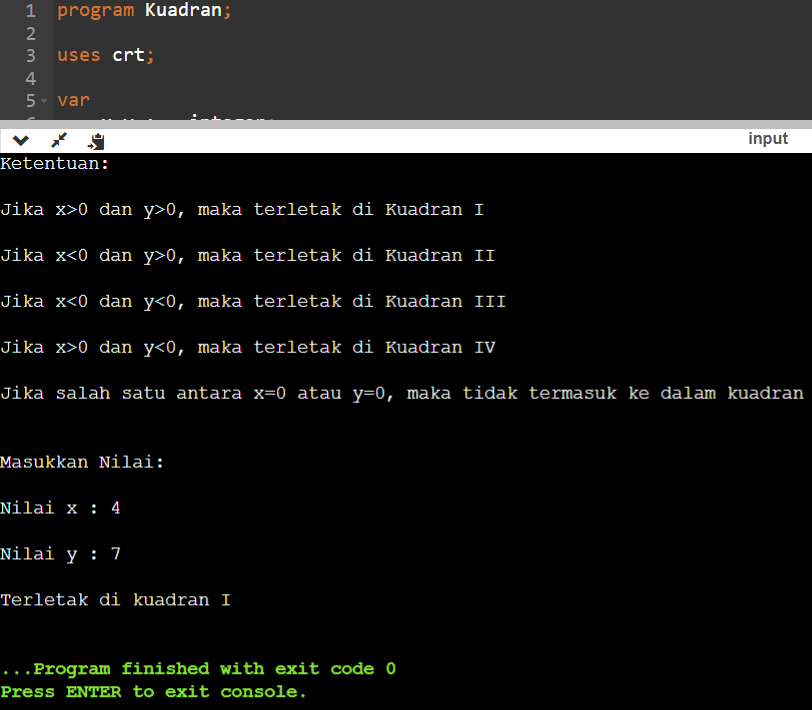 1 program Kuadran;
2
3 uses crt;
4
5 var
input
Ketentuan:
Jika x>0 dan y>0, maka terletak di Kuadran I
Jika x<0 dan y>0, maka terletak di Kuadran II
Jika x<0 dan y<0, maka terletak di Kuadran III
Jika x>0 dan y<0, maka terletak di Kuadran IV
Jika salah satu antara x=0 atau y=0, maka tidak termasuk ke dalam kuadran
Masukkan Nilai:
Nilai x : 4
Nilai y : 7
Terletak di kuadran I
...Program finished with exit code 0
Press ENTER to exit console.